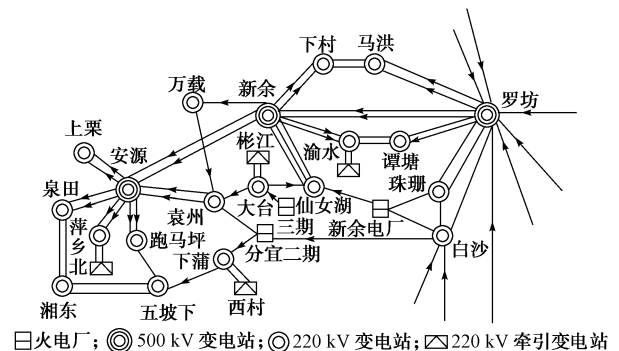 下村
马洪
万载
新余
罗坊
上栗
安源
彬江
渝水
谭塘
珠珊
泉田
萍乡北
袁州
大台
仙女湖
新余电厂
三期
跑马坪
下蒲
分宜二期
白沙
湘东
五坡下
西村
火电厂; 500 kV 变电站; 220 kV 变电站; 220 kV 牵引变电站